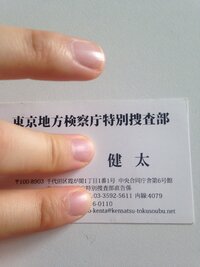 東京地方検察庁特別捜査部
健 太
〒100-8903 千代田区霞が関1丁目1番1号 中央合同庁舎第6号館
特別捜査部直告係
03-3592-5611 内線:4079
6-0110
-kenta@kensatsu-tokusoubu.net